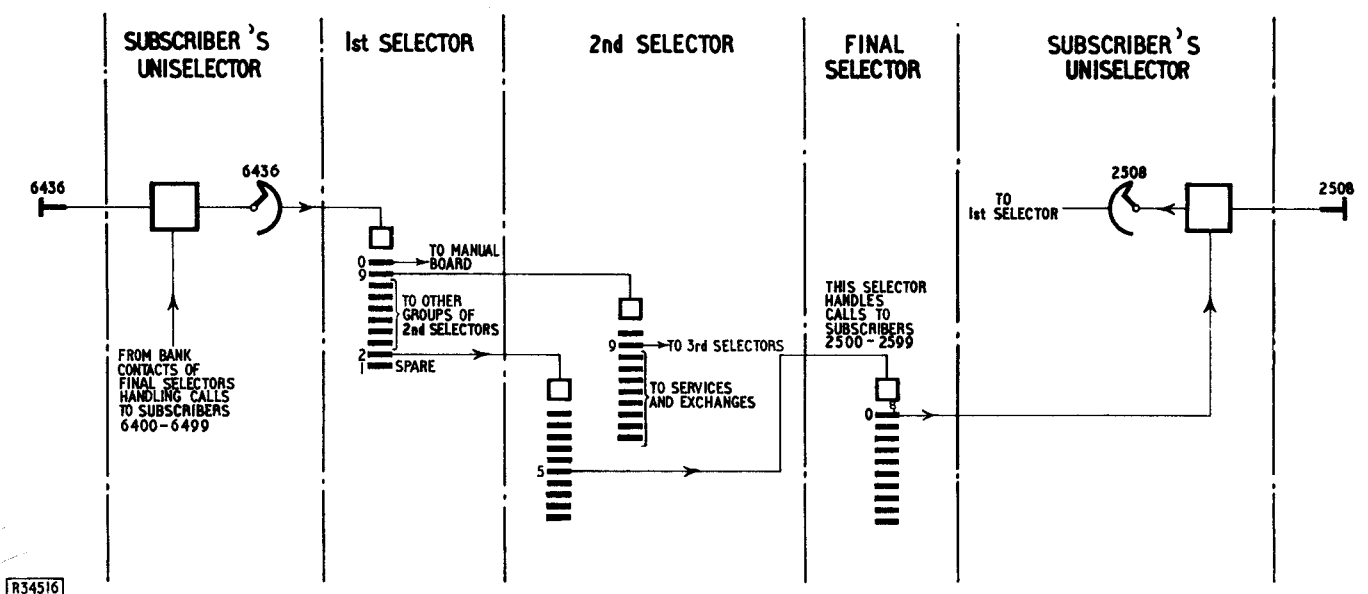 SUBSCRIBER'S
UNISELECTOR
1st SELECTOR
2nd SELECTOR
FINAL
SELECTOR
SUBSCRIBER'S
UNISELECTOR
6436
6436
2508
2508
TO
1st SELECTOR
0
TO MANUAL
BOARD
9
TO OTHER
GROUPS OF
2nd SELECTORS
2
1
SPARE
9
TO 3rd SELECTORS
TO SERVICES
AND EXCHANGES
5
THIS SELECTOR
HANDLES
CALLS TO
SUBSCRIBERS
2500-2599
8
0
FROM BANK
CONTACTS OF
FINAL SELECTORS
HANDLING CALLS
TO SUBSCRIBERS
6400-6499
R34516